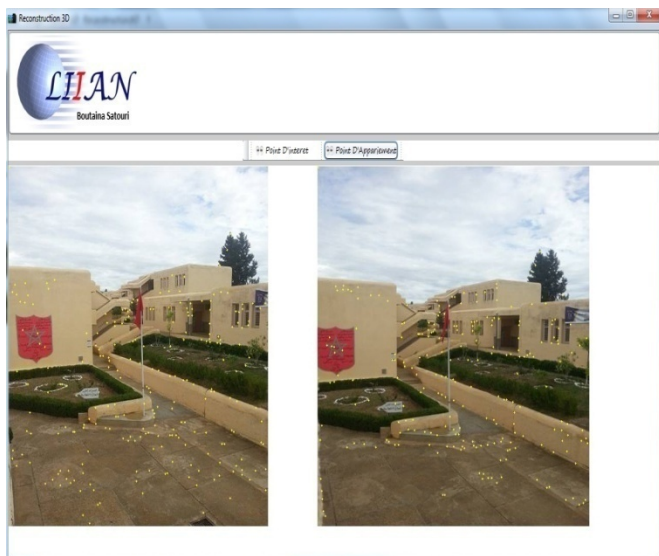 Reconstruction 3D
LIIAN
Boutaina Satouri
++ Point D'interet
++ Point D'Appariement